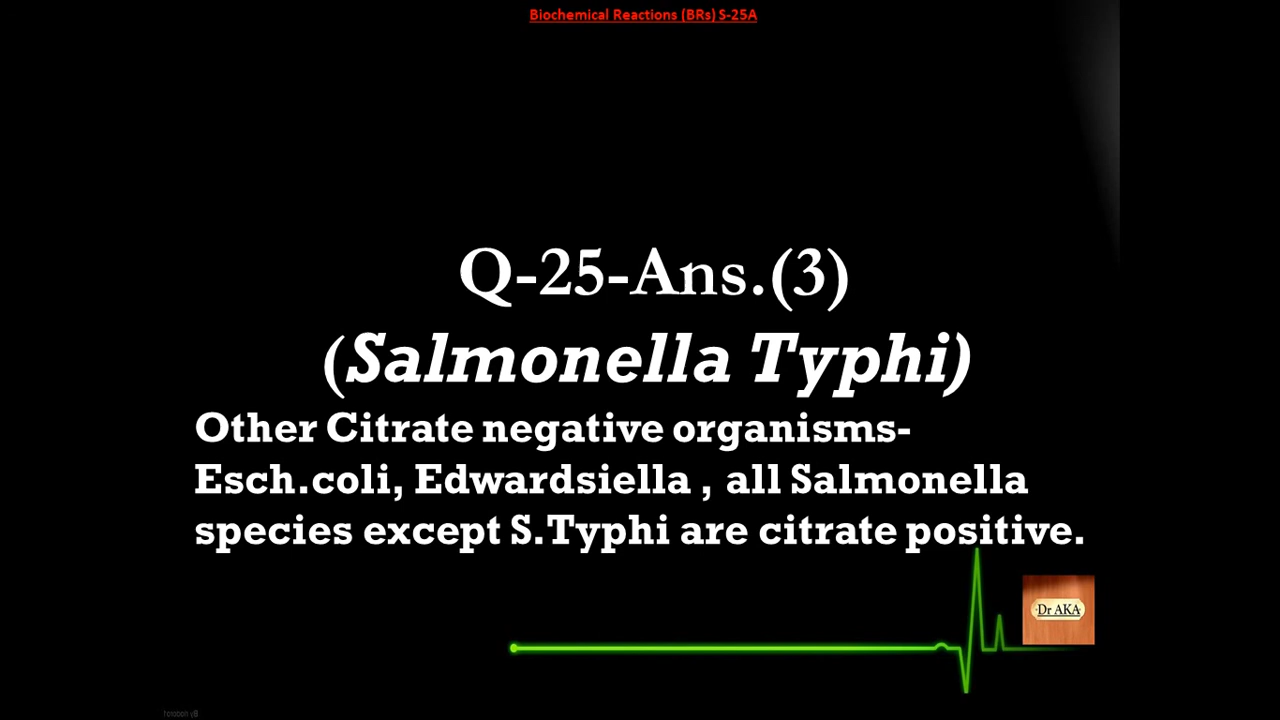 Biochemical Reactions (BRs) S-25A
Q-25-Ans.(3)
(Salmonella Typhi)
Other Citrate negative organisms-
Esch.coli, Edwardsiella , all Salmonella
species except S.Typhi are citrate positive.
Dr AKA